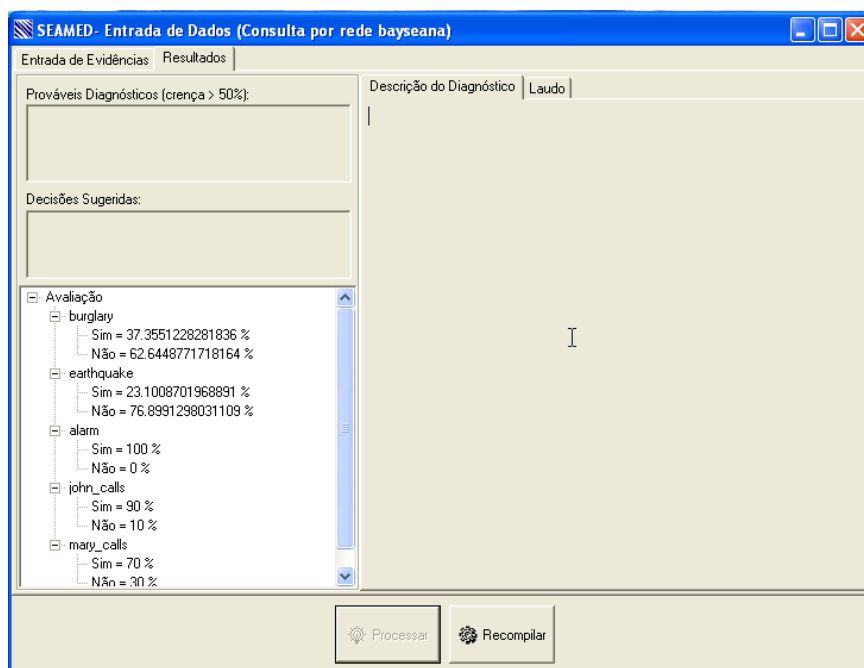 SEAMED- Entrada de Dados (Consulta por rede bayseana)
Entrada de Evidências Resultados
Prováveis Diagnósticos (crença > 50%):
Decisões Sugeridas:
Avaliação
burglary
Sim = 37.3551228281836 %
Não = 62.6448771718164 %
earthquake
Sim = 23.1008701968891 %
Não = 76.8991298031109 %
alarm
Sim = 100 %
Não = 0 %
john_calls
Sim = 90 %
Não = 10 %
mary_calls
Sim = 70 %
Não = 30 %
Descrição do Diagnóstico Laudo
Processar Recompilar